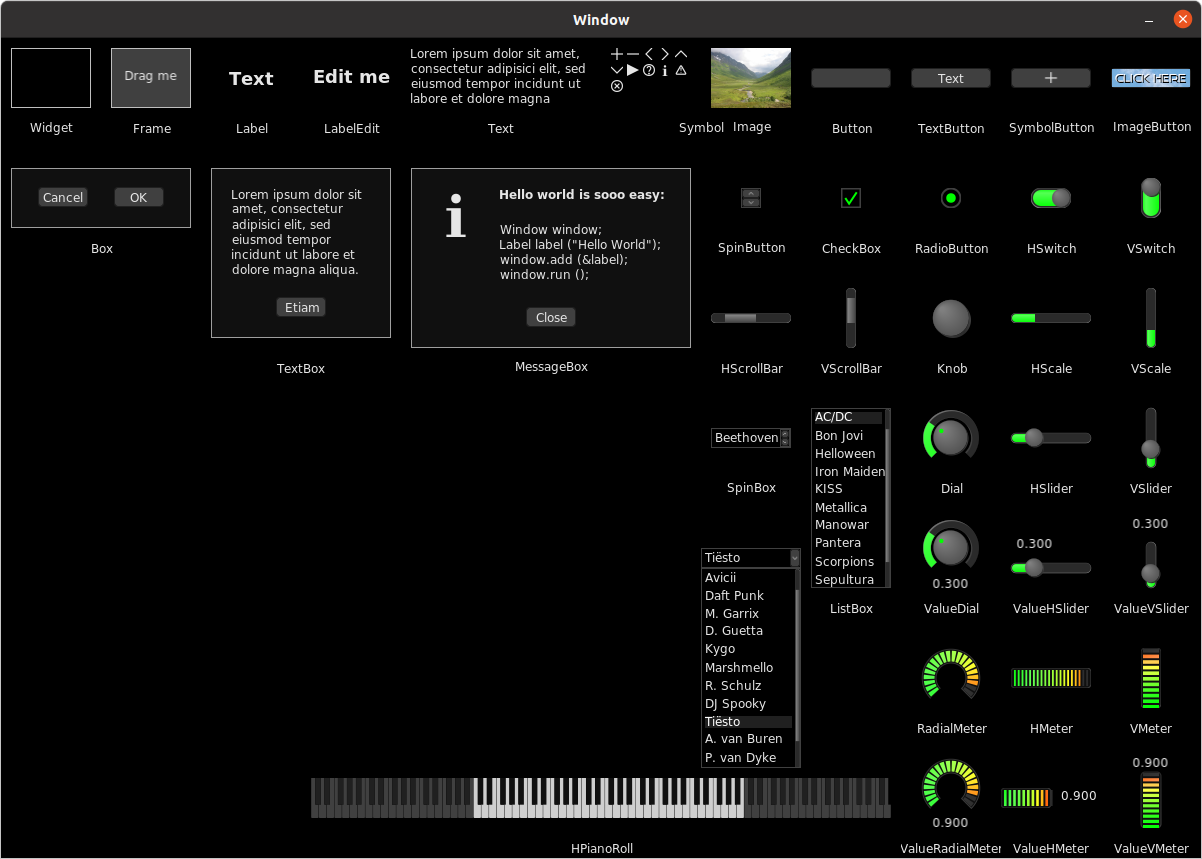 Window
Drag me
Text
Edit me
Lorem ipsum dolor sit amet,
consectetur adipisici elit, sed
eiusmod tempor incidunt ut
labore et dolore magna
Text
CLICK HERE
Widget
Frame
Label
LabelEdit
Text
Symbol
Image
Button
TextButton
SymbolButton
ImageButton
Cancel
OK
Box
Lorem ipsum dolor sit
amet, consectetur
adipisici elit, sed
eiusmod tempor
incidunt ut labore et
dolore magna aliqua.
Etiam
TextBox
Hello world is sooo easy:
Window window;
Label label ("Hello World");
window.add (&label);
window.run ();
Close
MessageBox
SpinButton
CheckBox
RadioButton
HSwitch
VSwitch
HScrollBar
VScrollBar
Knob
HScale
VScale
Beethoven
SpinBox
AC/DC
Bon Jovi
Helloween
Iron Maiden
KISS
Metallica
Manowar
Pantera
Scorpions
Sepultura
ListBox
Dial
HSlider
VSlider
0.300
ValueDial
0.300
ValueHSlider
0.300
ValueVSlider
Tiësto
Avicii
Daft Punk
M. Garrix
D. Guetta
Kygo
Marshmello
R. Schulz
DJ Spooky
Tiësto
A. van Buren
P. van Dyke
RadialMeter
HMeter
VMeter
HPianoRoll
0.900
ValueRadialMeter
0.900
ValueHMeter
0.900
ValueVMeter